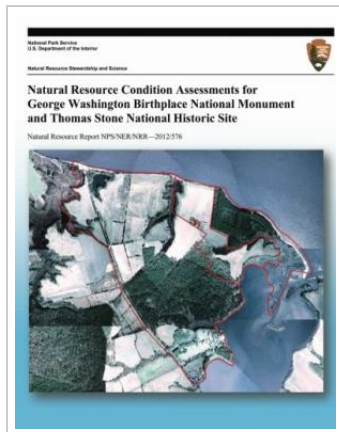 National Park Service
U.S. Department of the Interior
Natural Resource Stewardship and Science
Natural Resource Condition Assessments for
George Washington Birthplace National Monument
and Thomas Stone National Historic Site
Natural Resource Report NPS/NER/NRR—2012/576